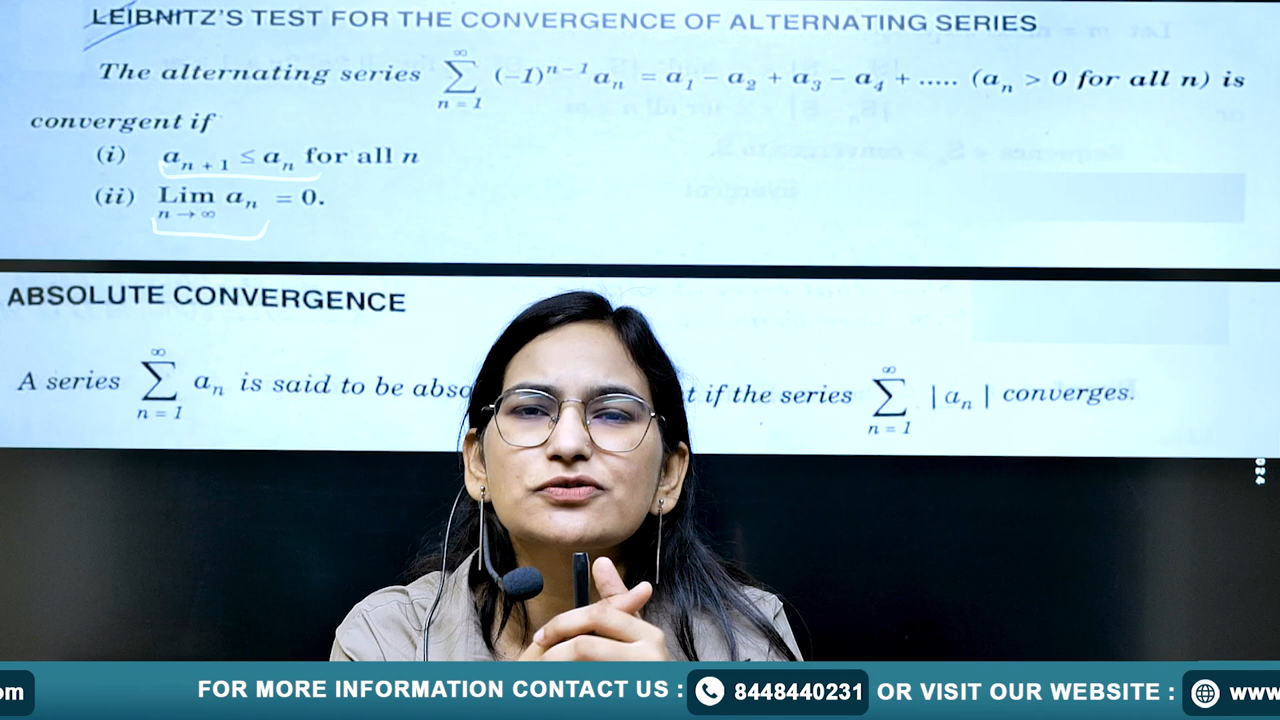 LEIBNITZ'S TEST FOR THE CONVERGENCE OF ALTERNATING SERIES
The alternating series ∑_{n=1}^{∞} (−1)^{n−1} a_n = a_1 − a_2 + a_3 − a_4 + ..... (a_n > 0 for all n) is
convergent if
(i) a_{n+1} ≤ a_n for all n
(ii) Lim_{n→∞} a_n = 0.
ABSOLUTE CONVERGENCE
A series ∑_{n=1}^{∞} a_n is said to be abso t if the series ∑_{n=1}^{∞} | a_n | converges.
024
om FOR MORE INFORMATION CONTACT US : 8448440231 OR VISIT OUR WEBSITE : www